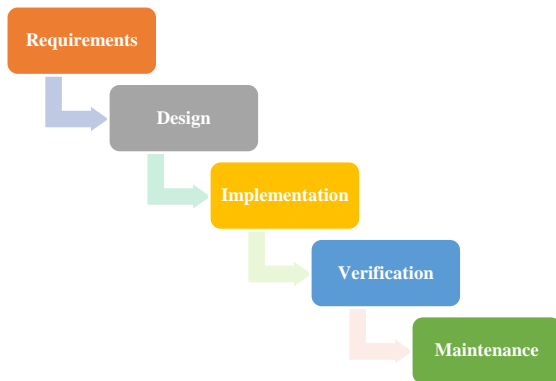 Requirements
Design
Implementation
Verification
Maintenance